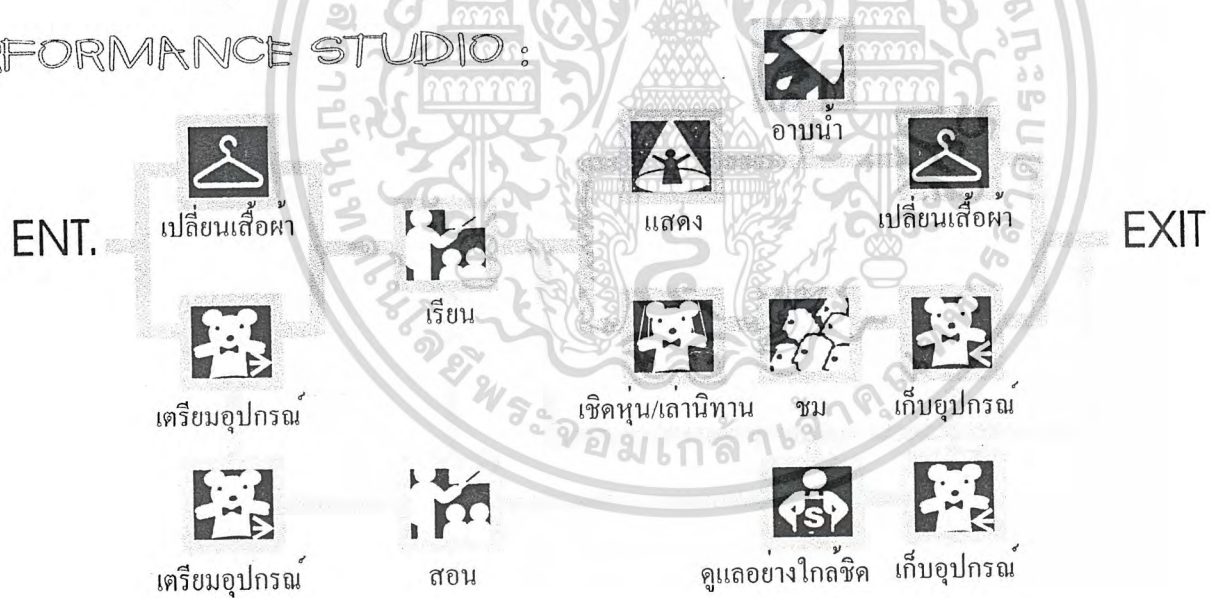 RFORMANCE STUDIO :
อาบน้ำ
เปลี่ยนเสื้อผ้า
แสดง
เปลี่ยนเสื้อผ้า
ENT.
EXIT
เรียน
เตรียมอุปกรณ์
เชิดหุ่น/เล่านิทาน
ชม
เก็บอุปกรณ์
S
เตรียมอุปกรณ์
สอน
ดูแลอย่างใกล้ชิด
เก็บอุปกรณ์